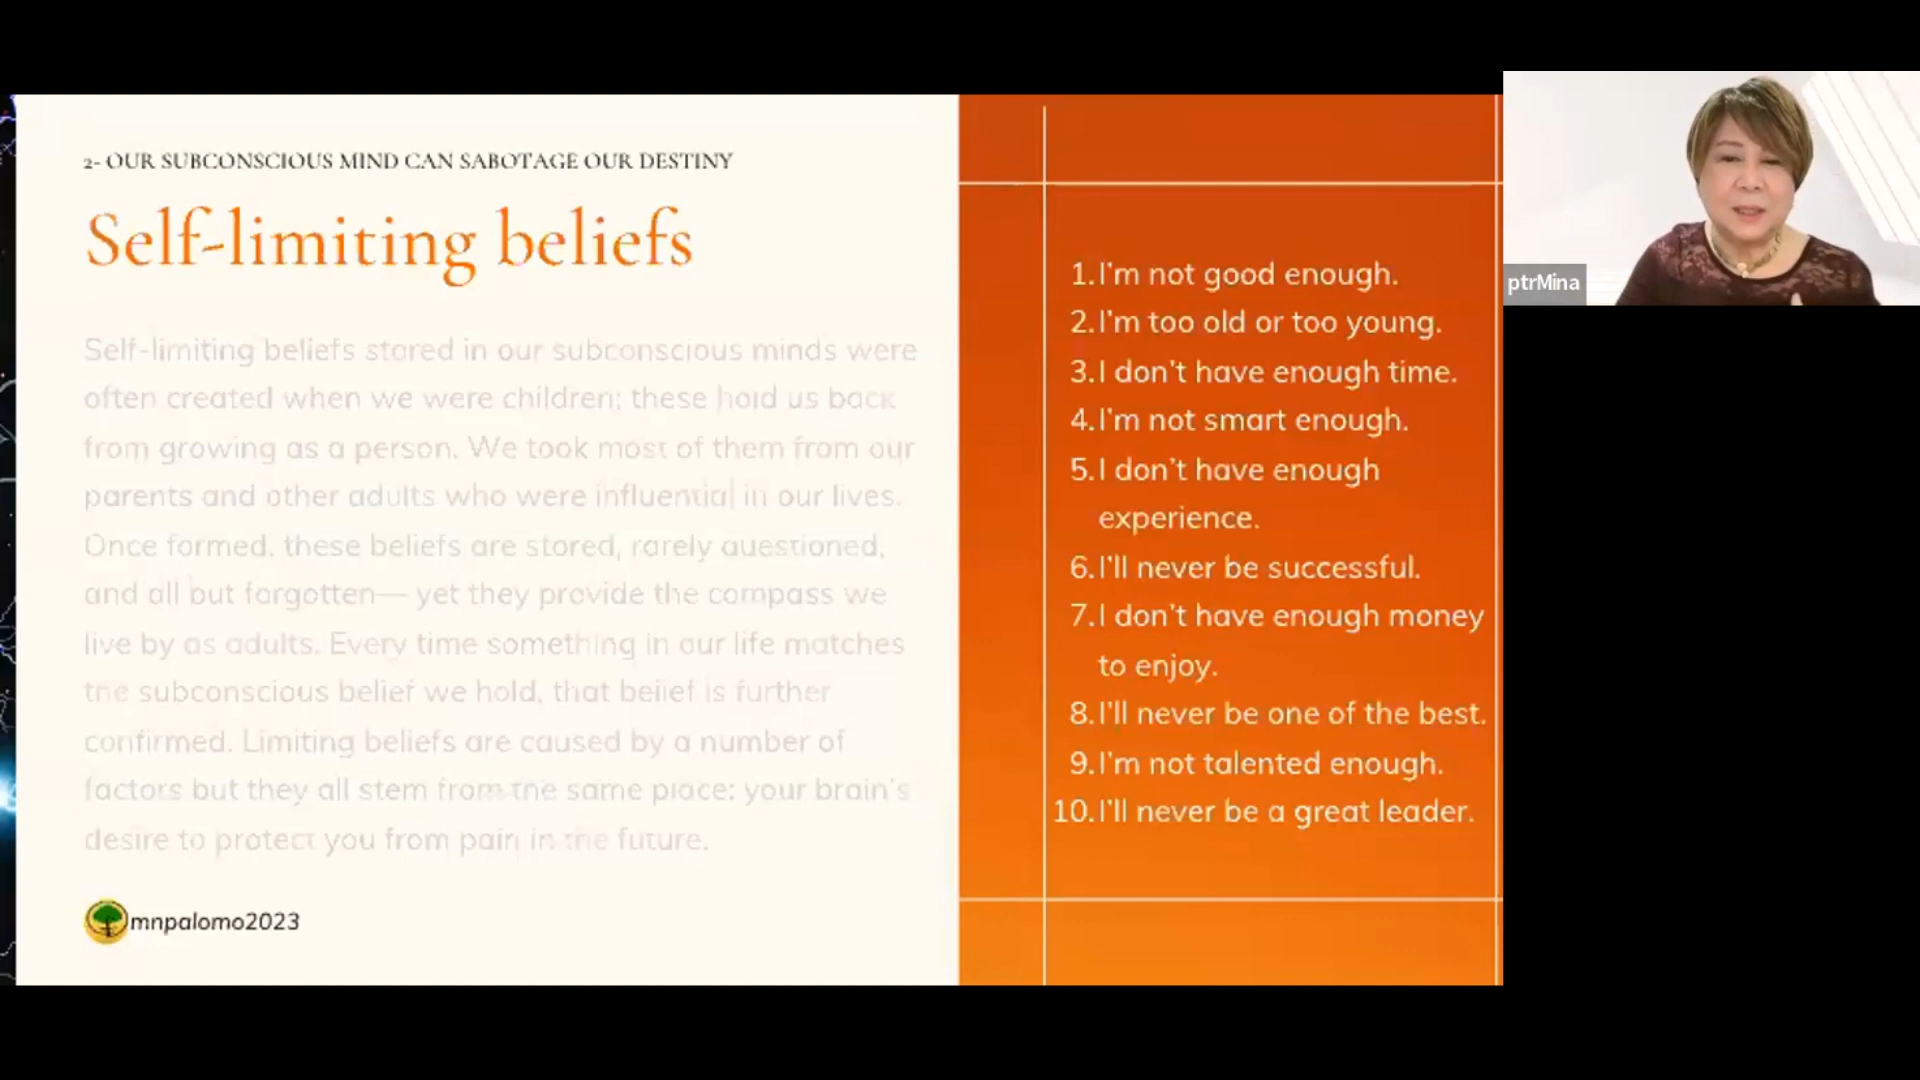 2- OUR SUBCONSCIOUS MIND CAN SABOTAGE OUR DESTINY
Self-limiting beliefs
Self-limiting beliefs stored in our subconscious minds were
often created when we were children; these hold us back
from growing as a person. We took most of them from our
parents and other adults who were influential in our lives.
Once formed, these beliefs are stored, rarely questioned,
and all but forgotten— yet they provide the compass we
live by as adults. Every time something in our life matches
the subconscious belief we hold, that belief is further
confirmed. Limiting beliefs are caused by a number of
factors but they all stem from the same place: your brain's
desire to protect you from pain in the future.
mnpalomo2023
1. I'm not good enough.
2. I'm too old or too young.
3. I don't have enough time.
4. I'm not smart enough.
5. I don't have enough
experience.
6. I'll never be successful.
7. I don't have enough money
to enjoy.
8. I'll never be one of the best.
9. I'm not talented enough.
10. I'll never be a great leader.
ptrMina